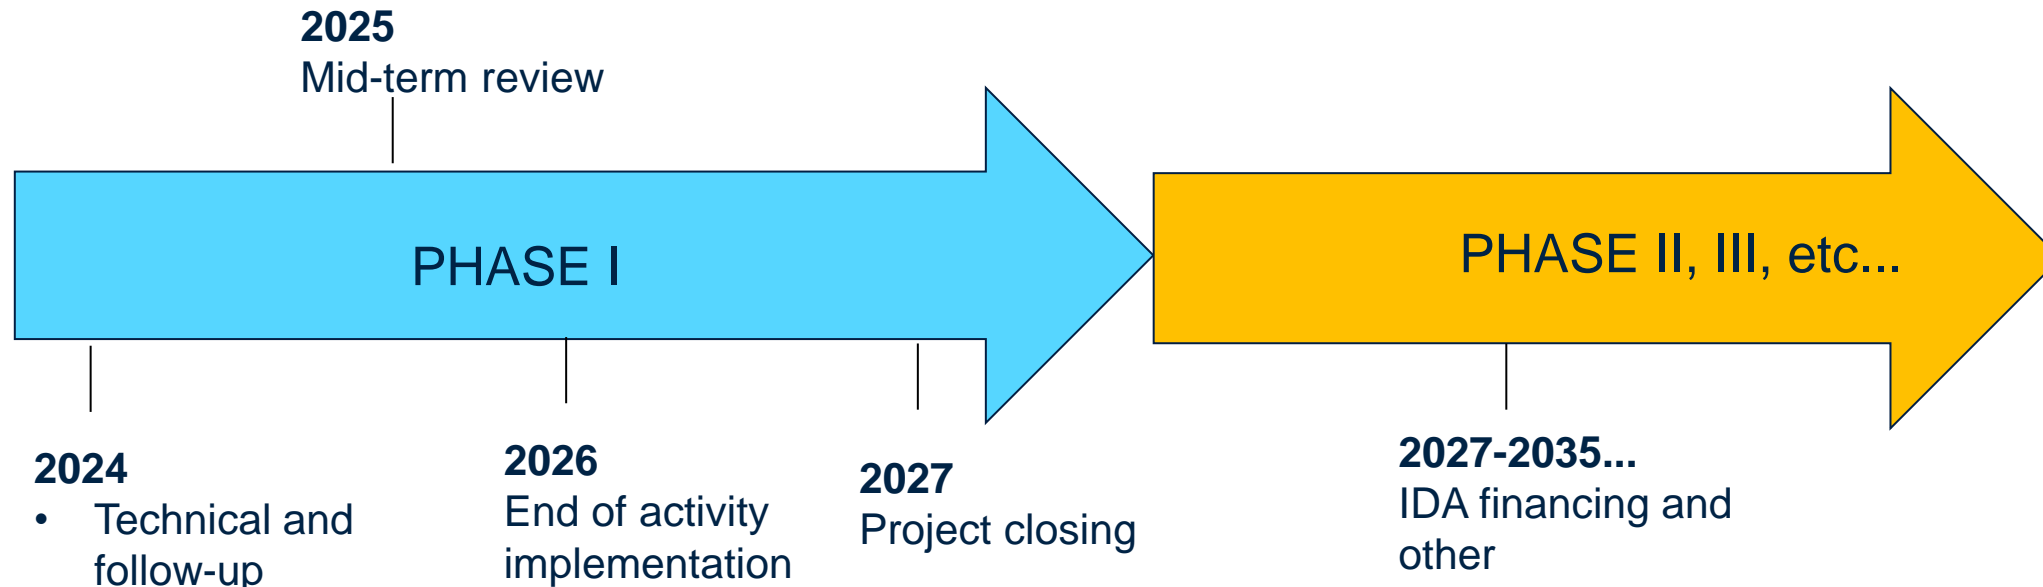 2025
Mid-term review
PHASE I
PHASE II, III, etc...
2024
• Technical and
follow-up
2026
End of activity
implementation
2027
Project closing
2027-2035...
IDA financing and
other